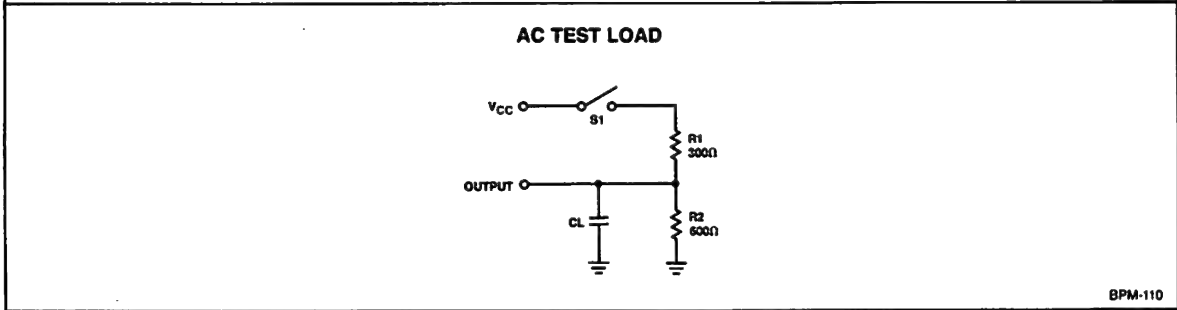 AC TEST LOAD
VCC
S1
R1
300Ω
OUTPUT
CL
R2
600Ω
BPM-110